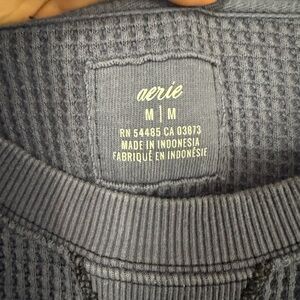 aerie
M | M
RN 54485 CA 03873
MADE IN INDONESIA
FABRIQUÉ EN INDONÉSIE